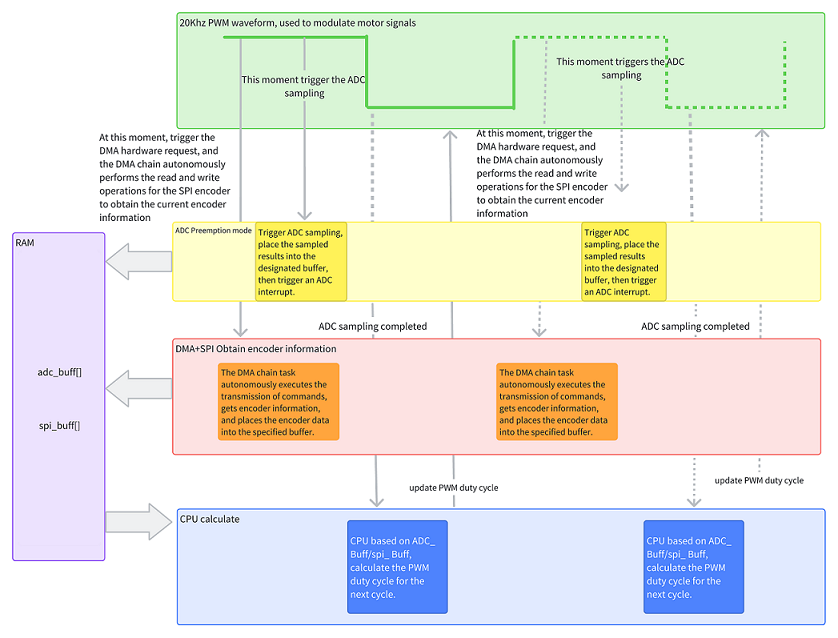 20Khz PWM waveform, used to modulate motor signals
This moment trigger the ADC
sampling
This moment triggers the ADC
sampling
At this moment, trigger the
DMA hardware request, and
the DMA chain autonomously
performs the read and write
operations for the SPI encoder
to obtain the current encoder
information
At this moment, trigger the
DMA hardware request, and
the DMA chain autonomously
performs the read and write
operations for the SPI encoder
to obtain the current encoder
information
RAM
adc_buff[]
spi_buff[]
ADC Preemption mode
Trigger ADC sampling,
place the sampled
results into the
designated buffer,
then trigger an ADC
interrupt.
Trigger ADC
sampling, place the
sampled results
into the designated
buffer, then trigger
an ADC interrupt.
ADC sampling completed
ADC sampling completed
DMA+SPI Obtain encoder information
The DMA chain task
autonomously executes the
transmission of commands,
gets encoder information,
and places the encoder data
into the specified buffer.
The DMA chain task
autonomously executes the
transmission of commands,
gets encoder information,
and places the encoder data
into the specified buffer.
update PWM duty cycle
update PWM duty cycle
CPU calculate
CPU based on ADC_
Buff/spi_ Buff,
calculate the PWM
duty cycle for the
next cycle.
CPU based on ADC_
Buff/spi_ Buff,
calculate the PWM
duty cycle for the
next cycle.